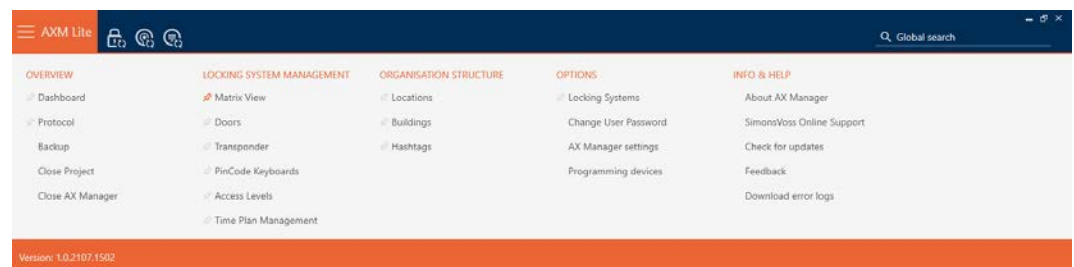 AXM Lite
Global search
OVERVIEW
Dashboard
Protocol
Backup
Close Project
Close AX Manager
LOCKING SYSTEM MANAGEMENT
Matrix View
Doors
Transponder
PinCode Keyboards
Access Levels
Time Plan Management
ORGANISATION STRUCTURE
Locations
Buildings
Hashtags
OPTIONS
Locking Systems
Change User Password
AX Manager settings
Programming devices
INFO & HELP
About AX Manager
SimonsVoss Online Support
Check for updates
Feedback
Download error logs
Version: 1.0.2107.1502